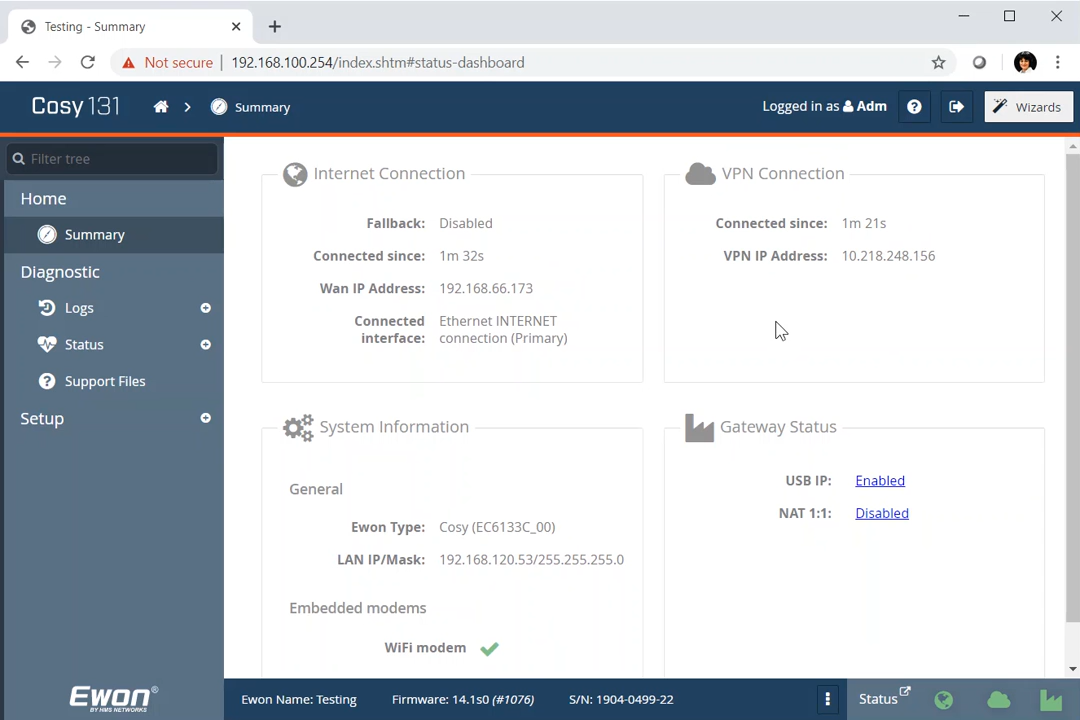 Testing - Summary
Not secure
192.168.100.254/index.shtm#status-dashboard
Cosy 131
Summary
Logged in as Adm
Wizards
Filter tree
Home
Summary
Diagnostic
Logs
Status
Support Files
Setup
Internet Connection
Fallback: Disabled
Connected since: 1m 32s
Wan IP Address: 192.168.66.173
Connected interface: Ethernet INTERNET
connection (Primary)
VPN Connection
Connected since: 1m 21s
VPN IP Address: 10.218.248.156
System Information
General
Ewon Type: Cosy (EC6133C_00)
LAN IP/Mask: 192.168.120.53/255.255.255.0
Embedded modems
WiFi modem
Gateway Status
USB IP: Enabled
NAT 1:1: Disabled
Ewon®
BY HMS NETWORKS
Ewon Name: Testing
Firmware: 14.1s0 (#1076)
S/N: 1904-0499-22
Status